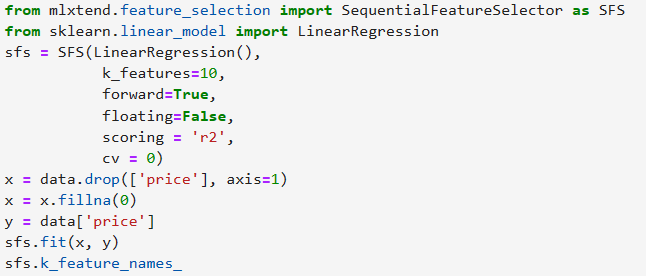 from mlxtend.feature_selection import SequentialFeatureSelector as SFS
from sklearn.linear_model import LinearRegression
sfs = SFS(LinearRegression(),
           k_features=10,
           forward=True,
           floating=False,
           scoring = 'r2',
           cv = 0)
x = data.drop(['price'], axis=1)
x = x.fillna(0)
y = data['price']
sfs.fit(x, y)
sfs.k_feature_names_